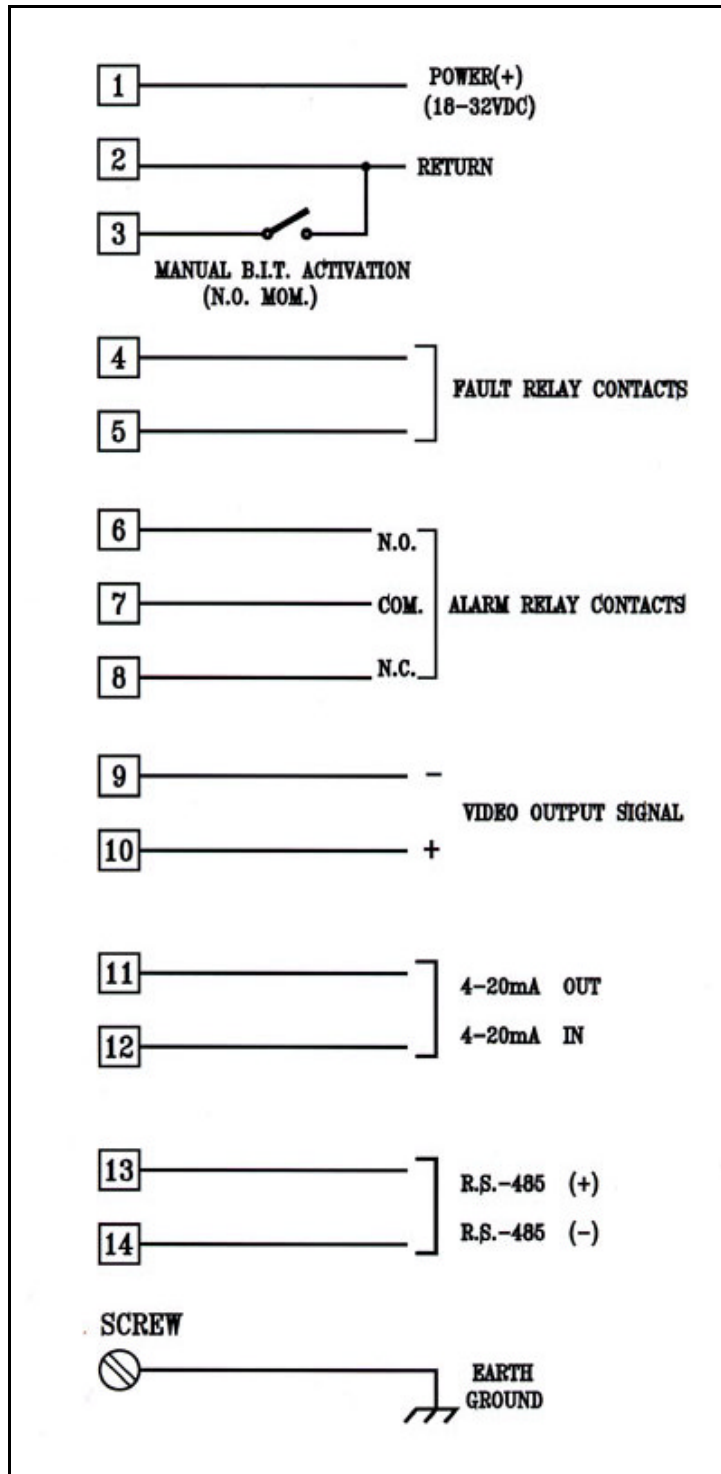 1
POWER(+)
(18-32VDC)
2
RETURN
3
MANUAL B.I.T. ACTIVATION
(N.O. MOM.)
4
FAULT RELAY CONTACTS
5
6
N.O.
7
COM.
ALARM RELAY CONTACTS
8
N.C.
9
-
VIDEO OUTPUT SIGNAL
10
+
11
4-20mA OUT
12
4-20mA IN
13
R.S.-485 (+)
14
R.S.-485 (-)
SCREW
EARTH
GROUND